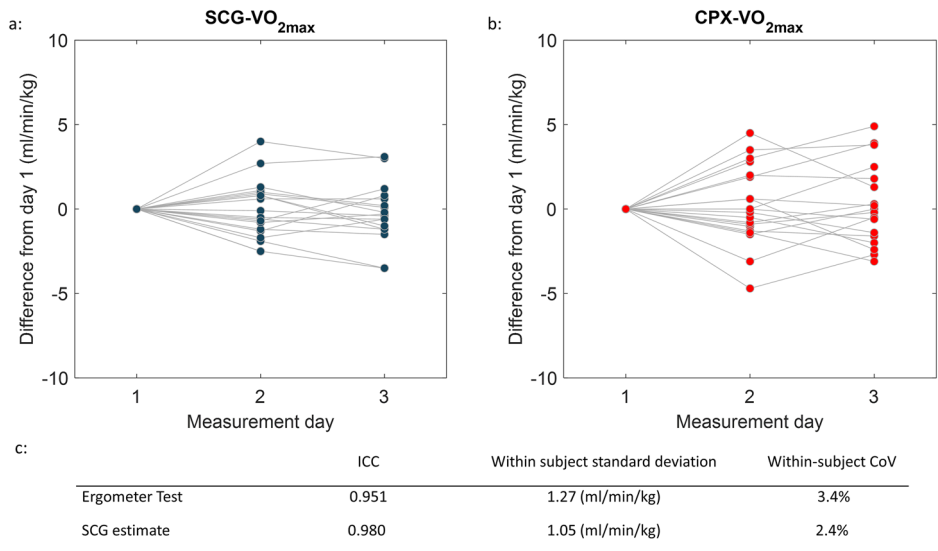 a:
SCG-VO2max
10
5
0
-5
-10
Difference from day 1 (ml/min/kg)
1 2 3
Measurement day
b:
CPX-VO2max
10
5
0
-5
-10
Difference from day 1 (ml/min/kg)
1 2 3
Measurement day
c:
ICC Within subject standard deviation Within-subject CoV
Ergometer Test 0.951 1.27 (ml/min/kg) 3.4%
SCG estimate 0.980 1.05 (ml/min/kg) 2.4%